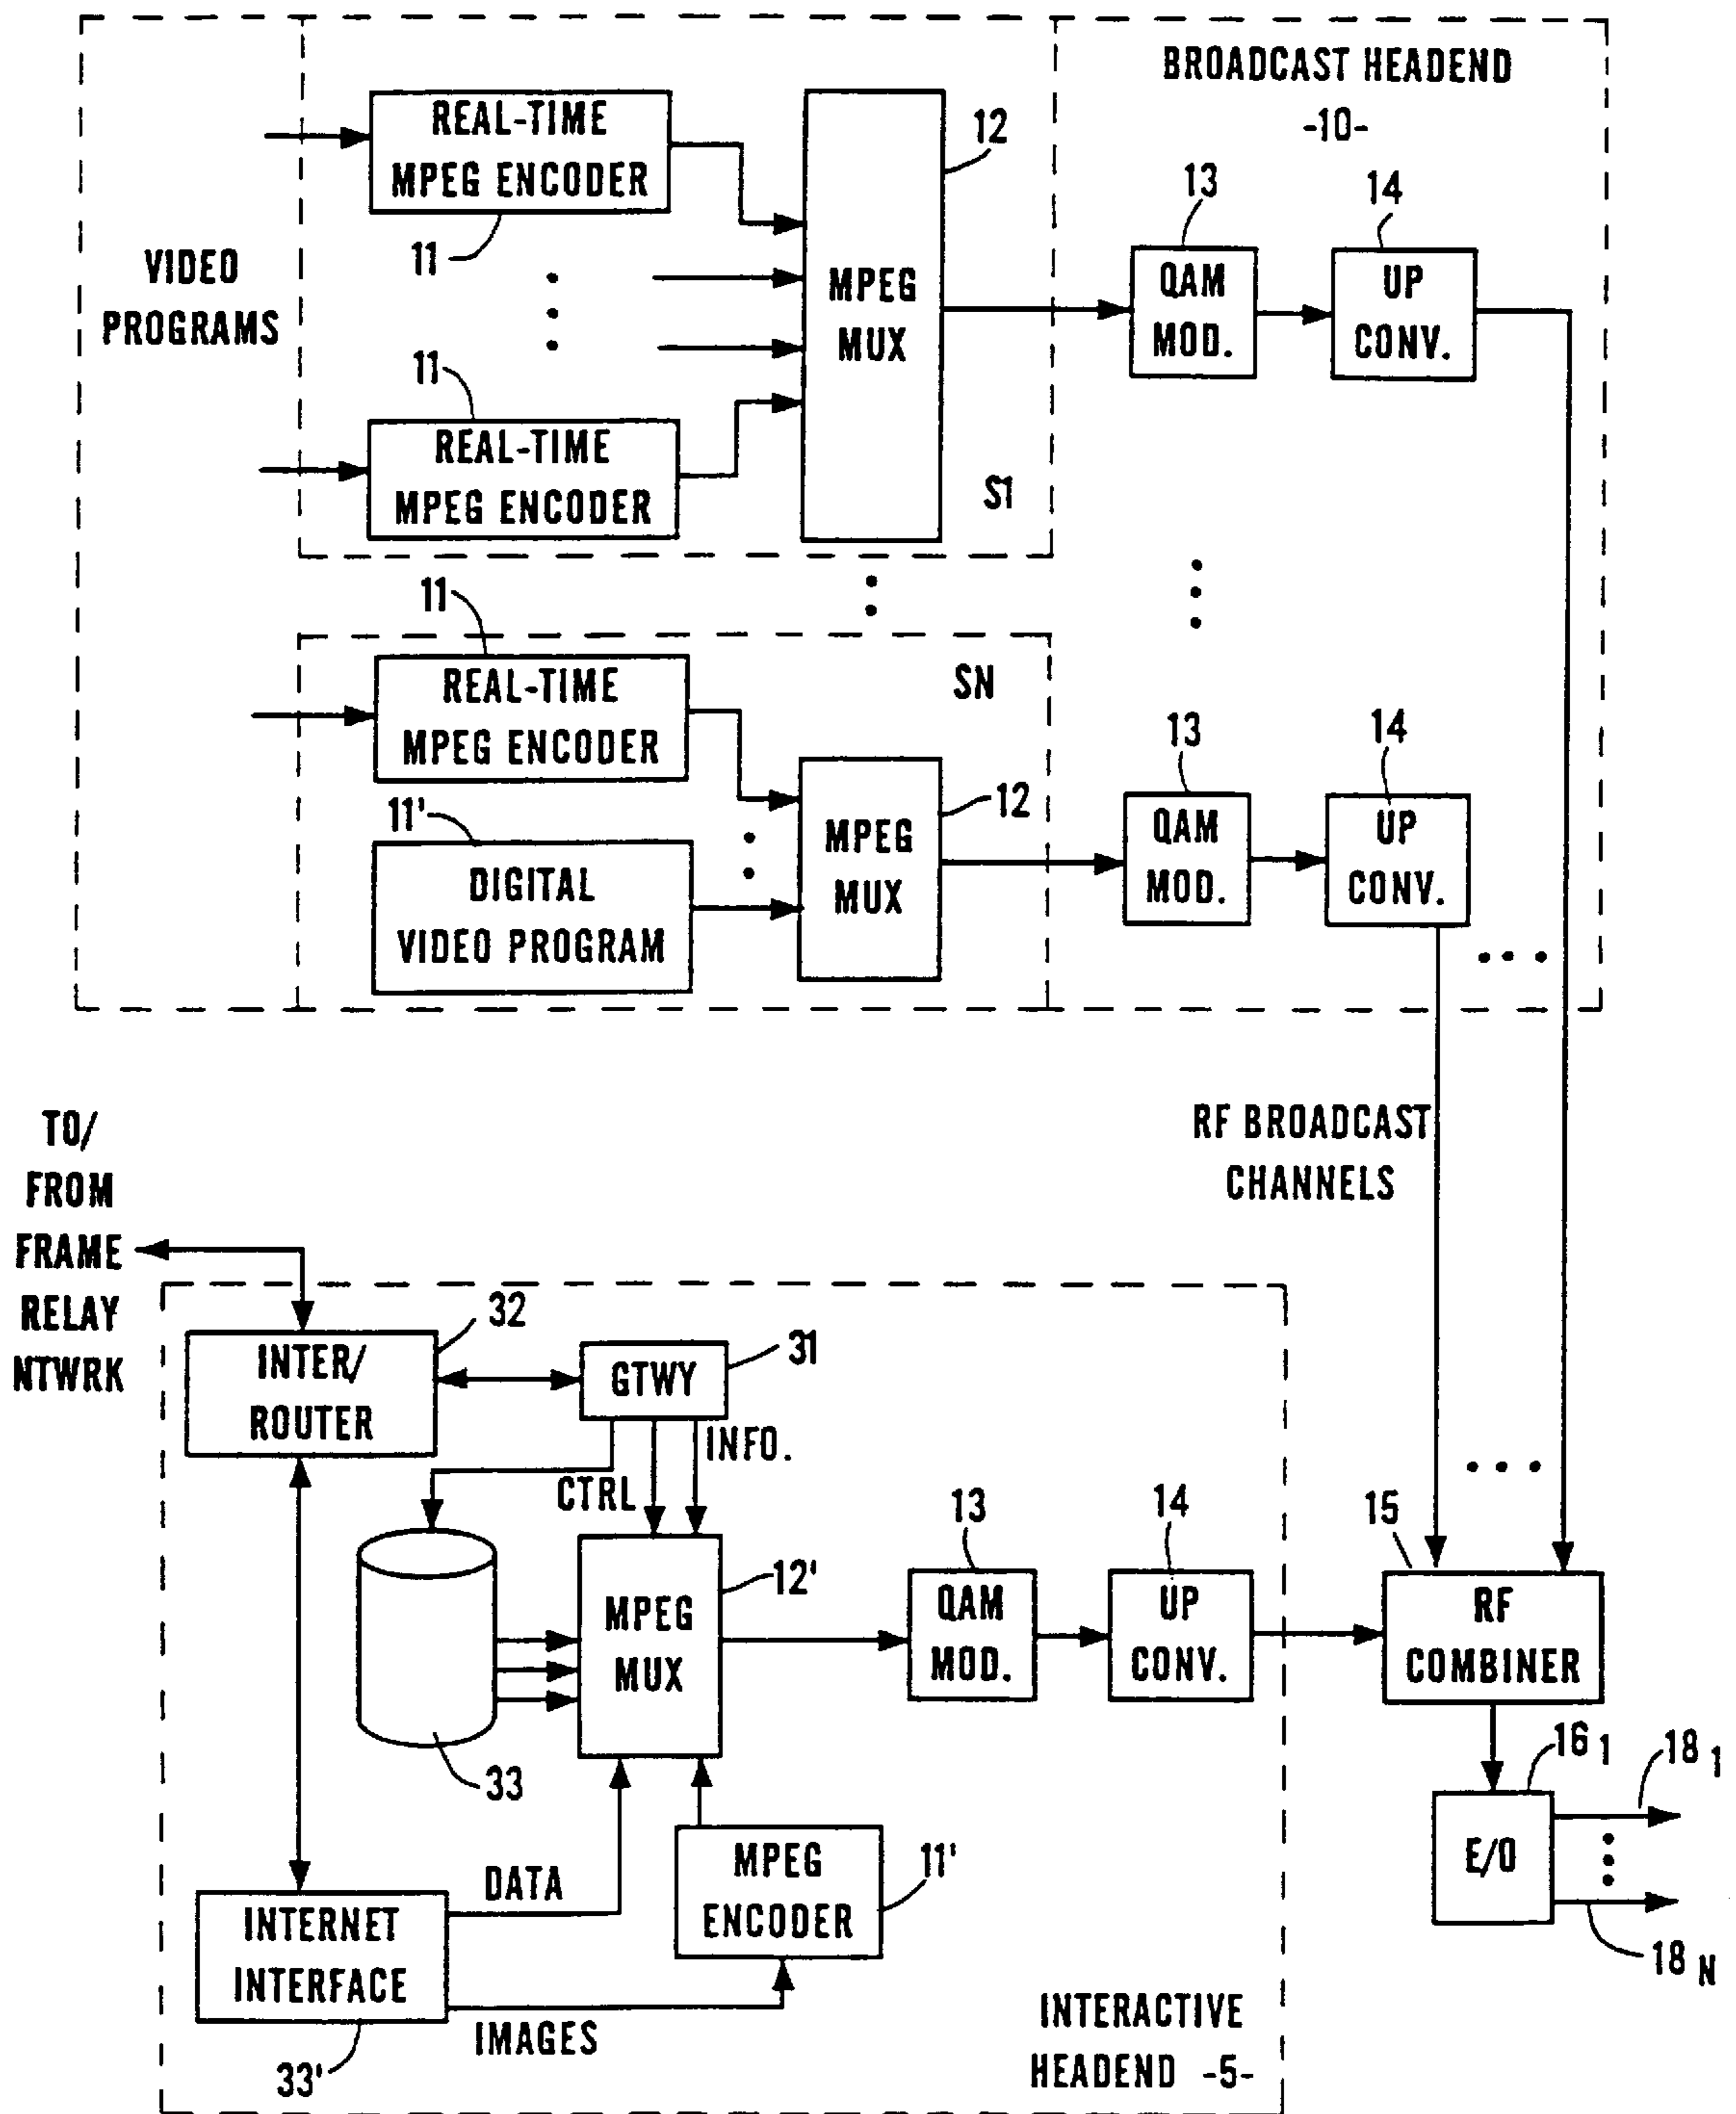 BROADCAST HEADEND
-10-
REAL-TIME
MPEG ENCODER
11
12
13
14
VIDEO
PROGRAMS
MPEG
MUX
QAM
MOD.
UP
CONV.
11
REAL-TIME
MPEG ENCODER
S1
11
SN
REAL-TIME
MPEG ENCODER
13
14
11'
12
MPEG
MUX
QAM
MOD.
UP
CONV.
DIGITAL
VIDEO PROGRAM
RF BROADCAST
CHANNELS
TO/
FROM
FRAME
RELAY
NTWRK
32
INTER/
ROUTER
31
GTWY
INFO.
CTRL
12'
MPEG
MUX
33
13
QAM
MOD.
14
UP
CONV.
15
RF
COMBINER
16 1
18 1
E/O
18 N
DATA
MPEG
ENCODER
11'
INTERNET
INTERFACE
IMAGES
33'
INTERACTIVE
HEADEND -5-